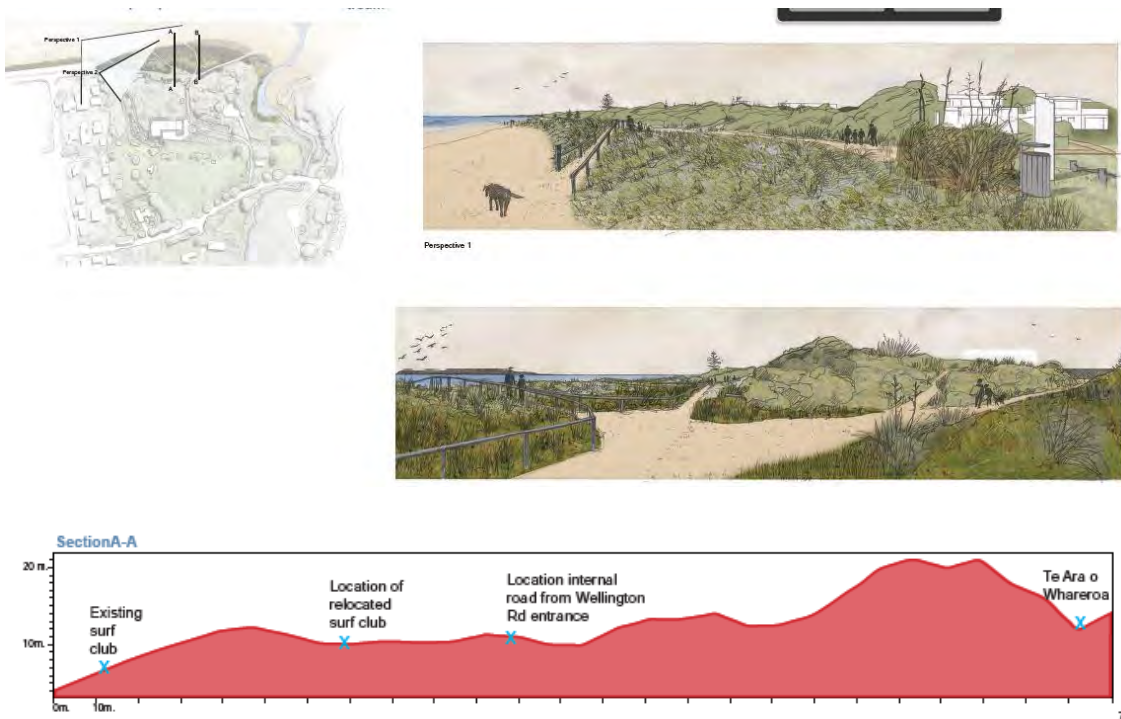 Perspective 1
A
B
Perspective 2
B
A
Perspective 1
SectionA-A
20 m.
10m.
0m.
10m.
Existing
surf
club
X
Location of
relocated
surf club
X
Location internal
road from Wellington
Rd entrance
X
Te Ara o
Whareroa
X